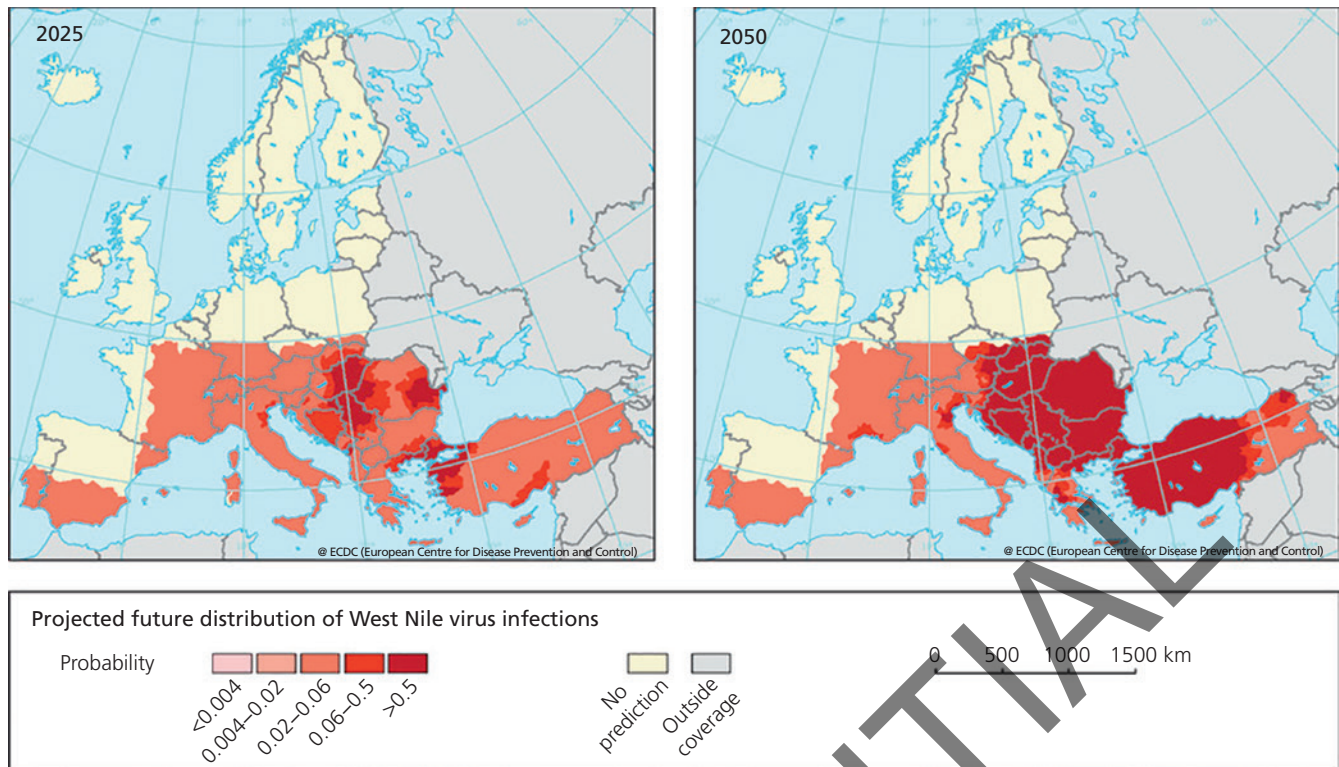 2025
@ ECDC (European Centre for Disease Prevention and Control)
2050
@ ECDC (European Centre for Disease Prevention and Control)
Projected future distribution of West Nile virus infections
Probability
<0.004
0.004–0.02
0.02–0.06
0.06–0.5
>0.5
No
prediction
Outside
coverage
0 500 1000 1500 km